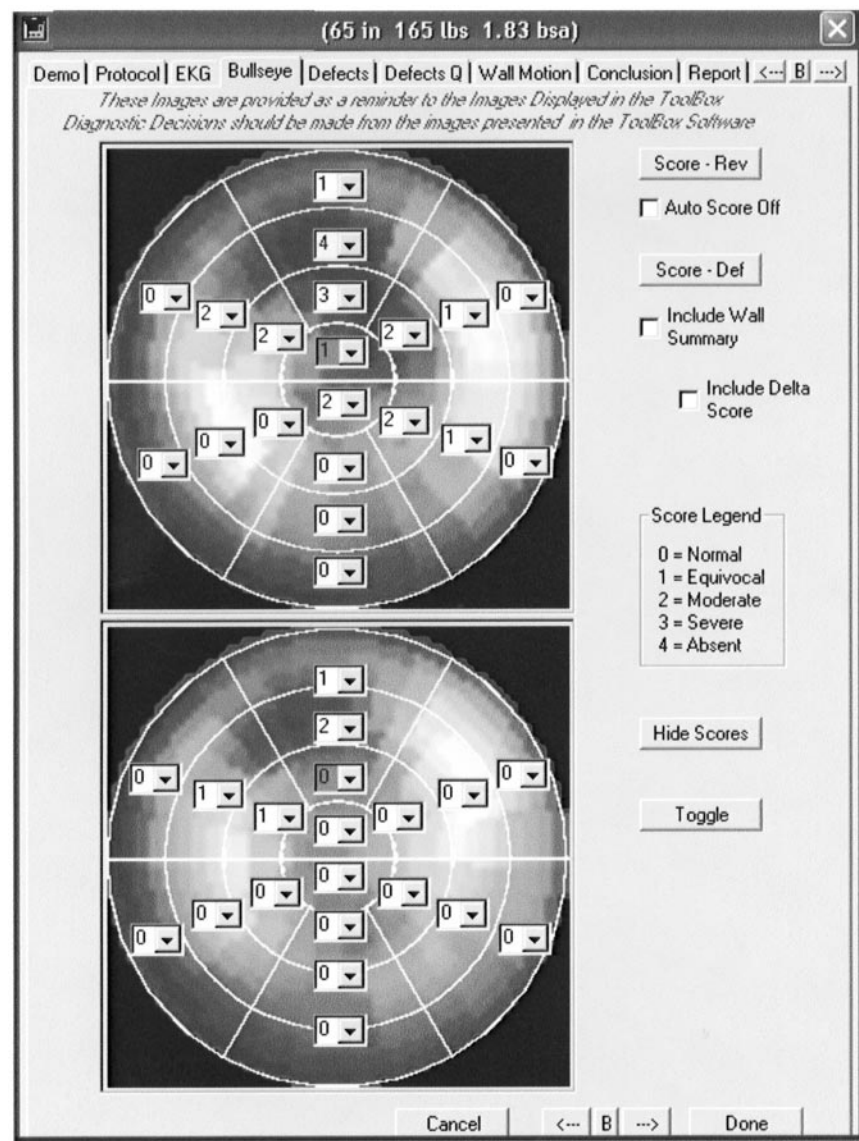 (65 in 165 lbs 1.83 bsa)
Demo Protocol EKG Bullseye Defects Defects Q Wall Motion Conclusion Report <--- B --->
These Images are provided as a reminder to the Images Displayed in the ToolBox
Diagnostic Decisions should be made from the images presented in the ToolBox Software
Score - Rev
Auto Score Off
Score - Def
Include Wall
Summary
Include Delta
Score
Score Legend
0 = Normal
1 = Equivocal
2 = Moderate
3 = Severe
4 = Absent
Hide Scores
Toggle
1
4
3
0 2 2 1 2 1 0
0 0 0 2 2 1 0
0
0
0
1
2
0
0 1 1 0 0 0 0
0 0 0 0 0 0 0
0
0
0
Cancel <--- B ---> Done